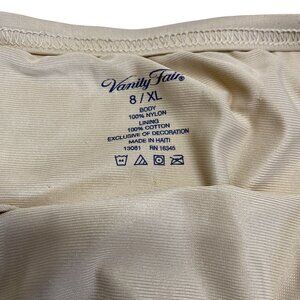 Vanity Fair®
8 / XL
BODY
100% NYLON
LINING
100% COTTON
EXCLUSIVE OF DECORATION
MADE IN HAITI
13081 RN 16345